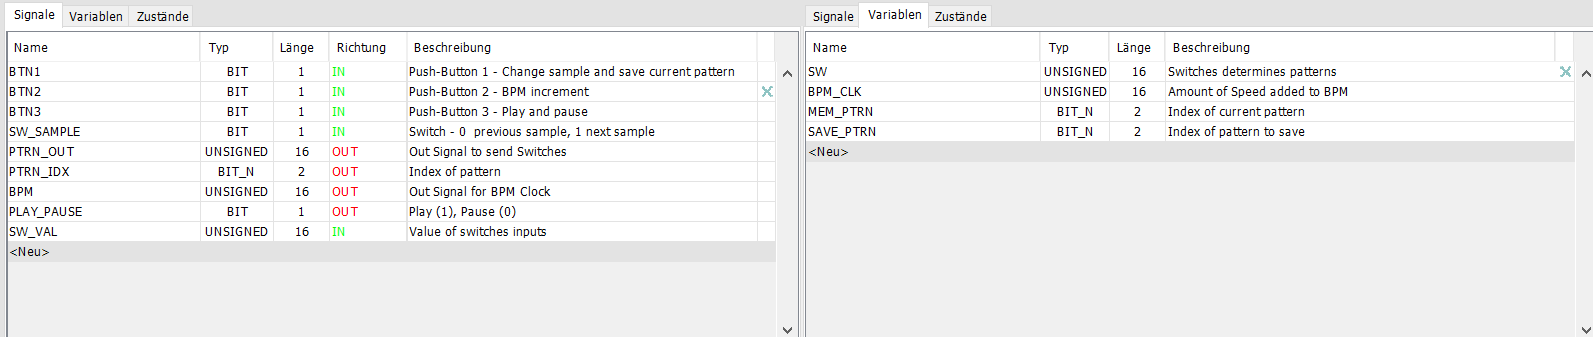 Signale Variablen Zustände
Name Typ Länge Richtung Beschreibung
BTN1 BIT 1 IN Push-Button 1 - Change sample and save current pattern
BTN2 BIT 1 IN Push-Button 2 - BPM increment
BTN3 BIT 1 IN Push-Button 3 - Play and pause
SW_SAMPLE BIT 1 IN Switch - 0 previous sample, 1 next sample
PTRN_OUT UNSIGNED 16 OUT Out Signal to send Switches
PTRN_IDX BIT_N 2 OUT Index of pattern
BPM UNSIGNED 16 OUT Out Signal for BPM Clock
PLAY_PAUSE BIT 1 OUT Play (1), Pause (0)
SW_VAL UNSIGNED 16 IN Value of switches inputs
<Neu>
Signale Variablen Zustände
Name Typ Länge Beschreibung
SW UNSIGNED 16 Switches determines patterns
BPM_CLK UNSIGNED 16 Amount of Speed added to BPM
MEM_PTRN BIT_N 2 Index of current pattern
SAVE_PTRN BIT_N 2 Index of pattern to save
<Neu>